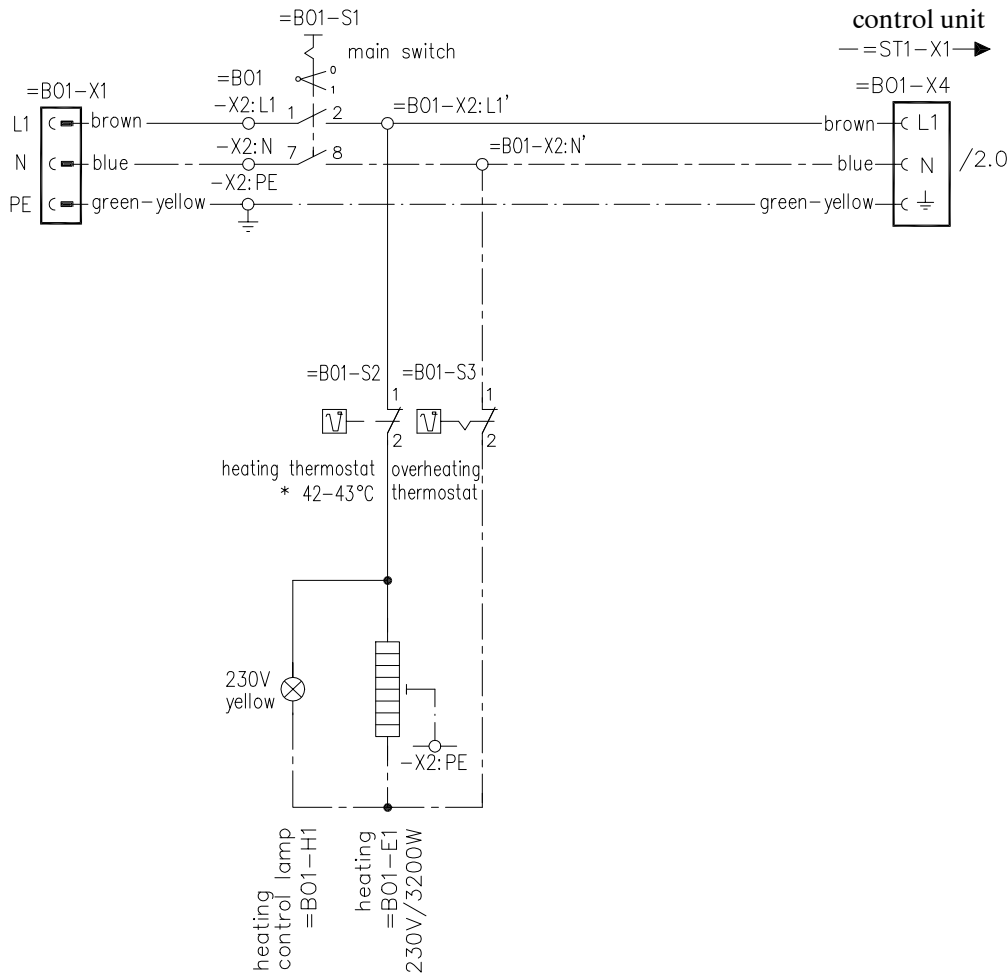 =B01-S1
control unit
=ST1-X1
main switch
0
1
=B01
=B01-X1
=B01-X4
-X2:L1
1
2
=B01-X2:L1'
L1
brown
brown
L1
-X2:N
7
8
=B01-X2:N'
N
blue
blue
N
/2.0
-X2:PE
PE
green-yellow
green-yellow
=B01-S2
=B01-S3
1
1
2
2
heating thermostat
* 42-43°C
overheating
thermostat
230V
yellow
-X2:PE
heating
control lamp
=B01-H1
heating
=B01-E1
230V/3200W